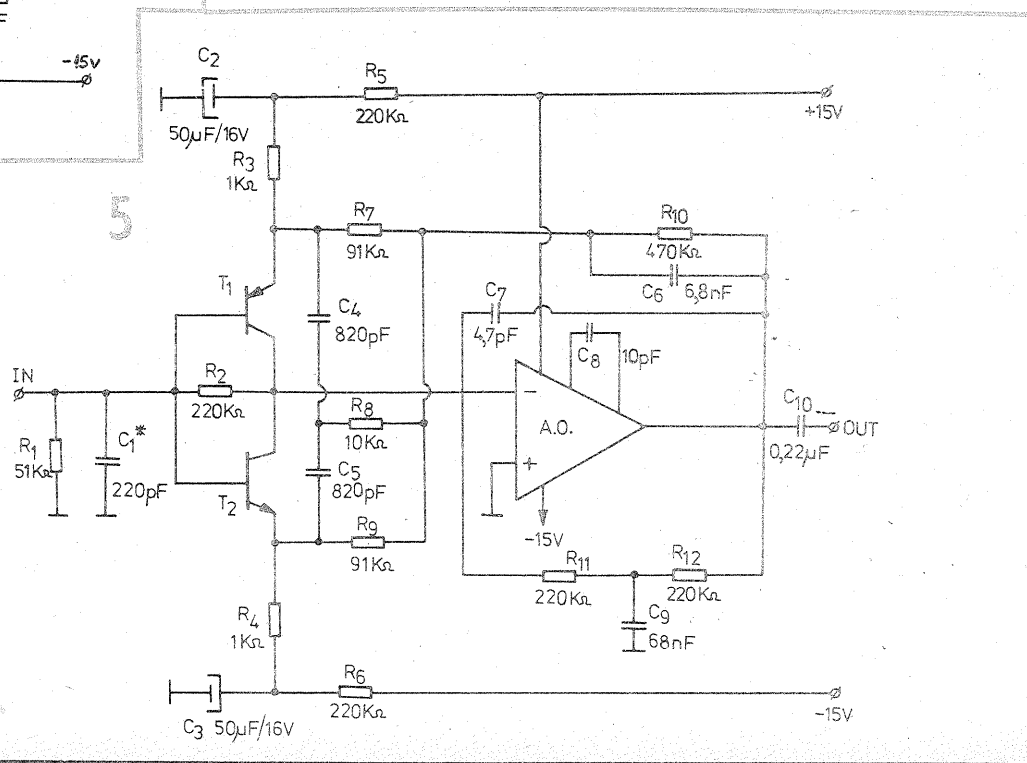 -15v
C2
50µF/16V
R5
220KΩ
+15V
R3
1KΩ
5
R7
91KΩ
R10
470KΩ
C6 6,8nF
T1
C4
820pF
C7
4,7pF
C8
10pF
IN
R2
220KΩ
−
A.O.
+
C10
OUT
0,22µF
R1
51KΩ
C1*
220pF
R8
10KΩ
C5
820pF
T2
R9
91KΩ
-15V
R11
220KΩ
R12
220KΩ
C9
68nF
R4
1KΩ
R6
220KΩ
C3 50µF/16V
-15V